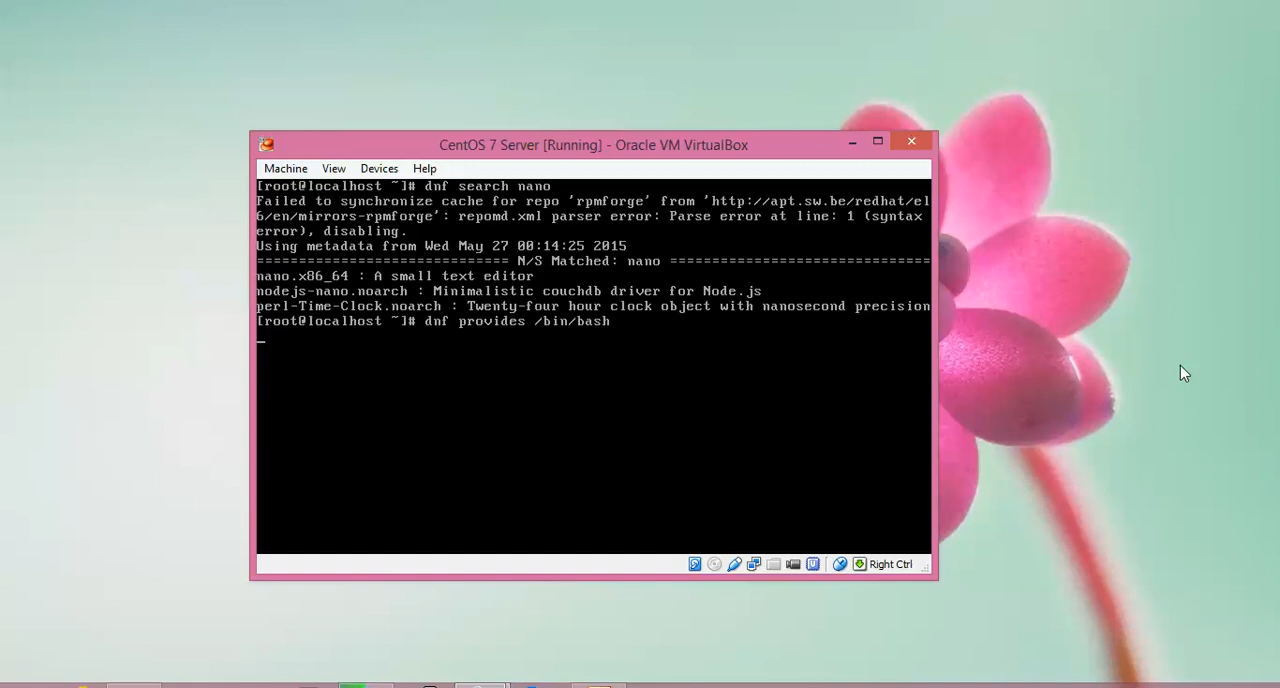 CentOS 7 Server [Running] - Oracle VM VirtualBox
Machine View Devices Help
[root@localhost ~]# dnf search nano
Failed to synchronize cache for repo 'rpmforge' from 'http://apt.sw.be/redhat/el
6/en/mirrors-rpmforge': repomd.xml parser error: Parse error at line: 1 (syntax
error), disabling.
Using metadata from Wed May 27 00:14:25 2015
============================== N/S Matched: nano ===============================
nano.x86_64 : A small text editor
nodejs-nano.noarch : Minimalistic couchdb driver for Node.js
perl-Time-Clock.noarch : Twenty-four hour clock object with nanosecond precision
[root@localhost ~]# dnf provides /bin/bash
Right Ctrl